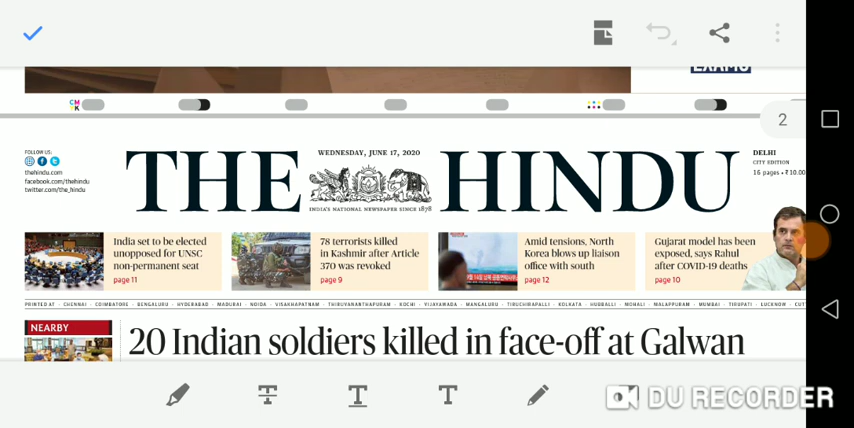 CM
YK
2
FOLLOW US:
thehindu.com
facebook.com/thehindu
twitter.com/the_hindu
WEDNESDAY, JUNE 17, 2020
THE HINDU
INDIA'S NATIONAL NEWSPAPER SINCE 1878
DELHI
CITY EDITION
16 pages • ₹10.00
India set to be elected
unopposed for UNSC
non-permanent seat
page 11
78 terrorists killed
in Kashmir after Article
370 was revoked
page 9
Amid tensions, North
Korea blows up liaison
office with south
page 12
Gujarat model has been
exposed, says Rahul
after COVID-19 deaths
page 10
PRINTED AT • CHENNAI • COIMBATORE • BENGALURU • HYDERABAD • MADURAI • NOIDA • VISAKHAPATNAM • THIRUVANANTHAPURAM • KOCHI • VIJAYAWADA • MANGALURU • TIRUCHIRAPALLI • KOLKATA • HUBBALLI • MOHALI • MALAPPURAM • MUMBAI • TIRUPATI • LUCKNOW •
NEARBY
20 Indian soldiers killed in face-off at Galwan
T T T
DU RECORDER